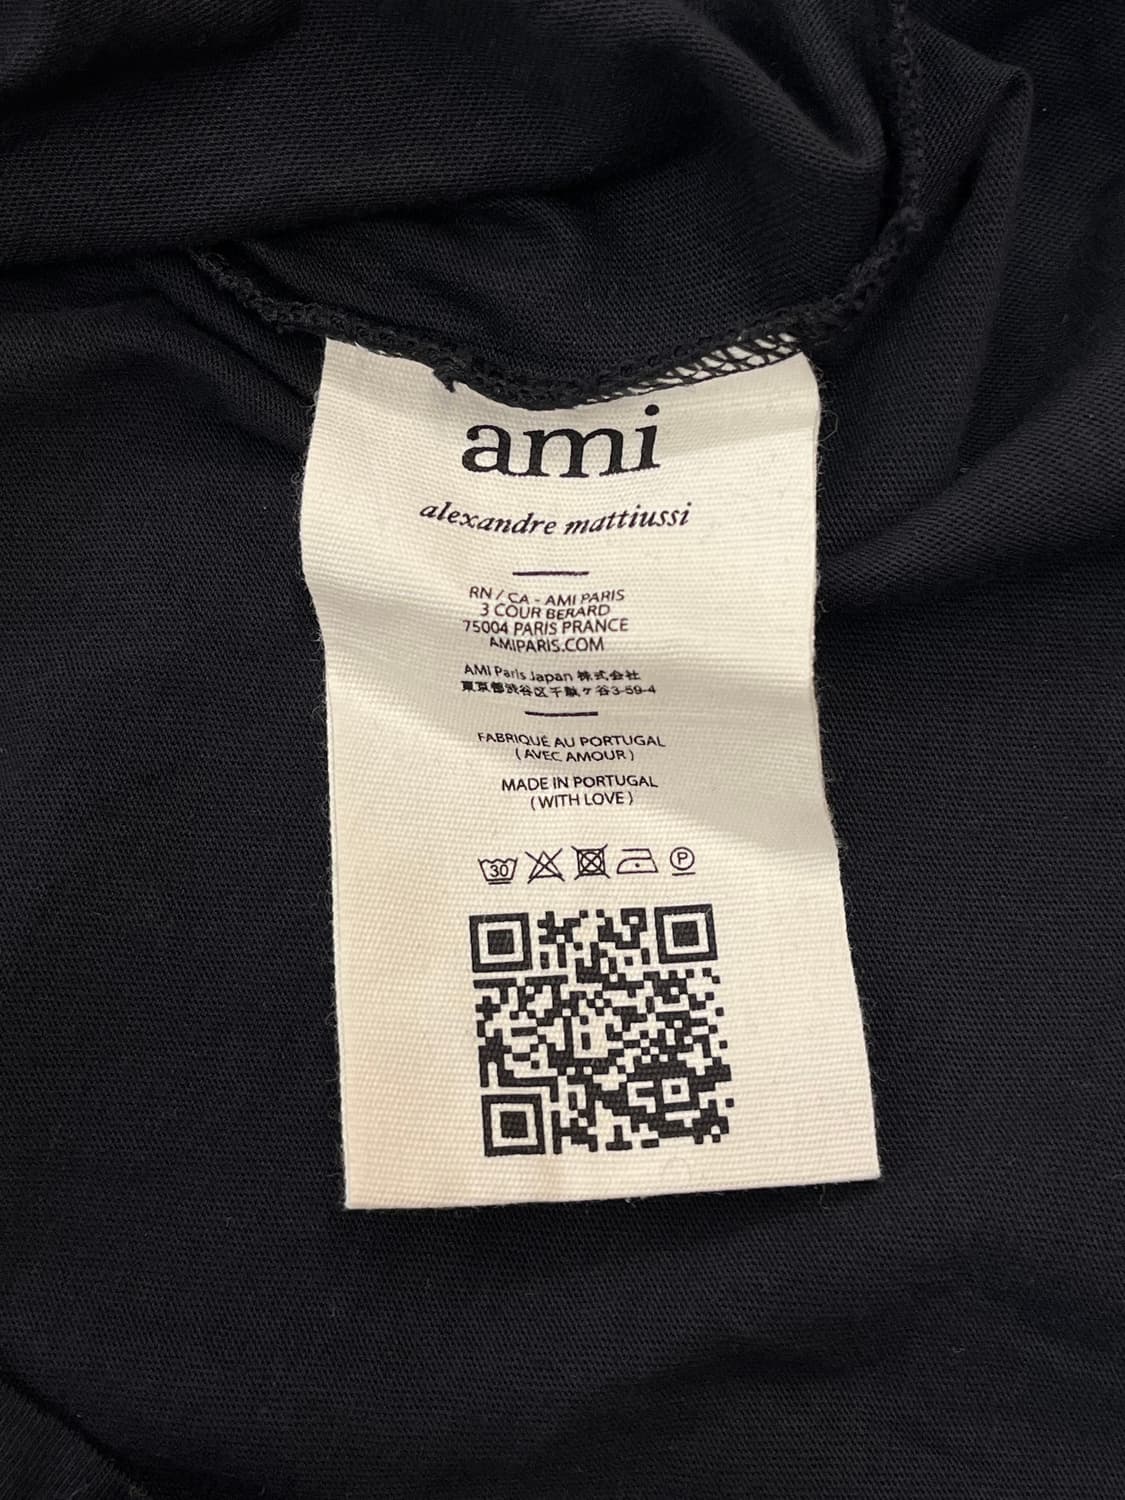 ami
alexandre mattiussi
RN / CA - AMI PARIS
3 COUR BERARD
75004 PARIS PRANCE
AMIPARIS.COM
AMI Paris Japan 株式会社
東京都渋谷区千駄ヶ谷3-59-4
FABRIQUÉ AU PORTUGAL
( AVEC AMOUR )
MADE IN PORTUGAL
( WITH LOVE )
30 P